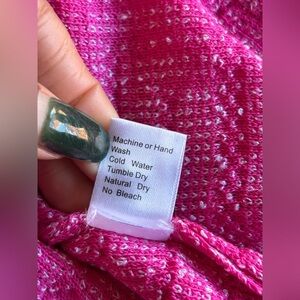 Machine or Hand
Wash
Cold Water
Tumble Dry
Natural Dry
No Bleach